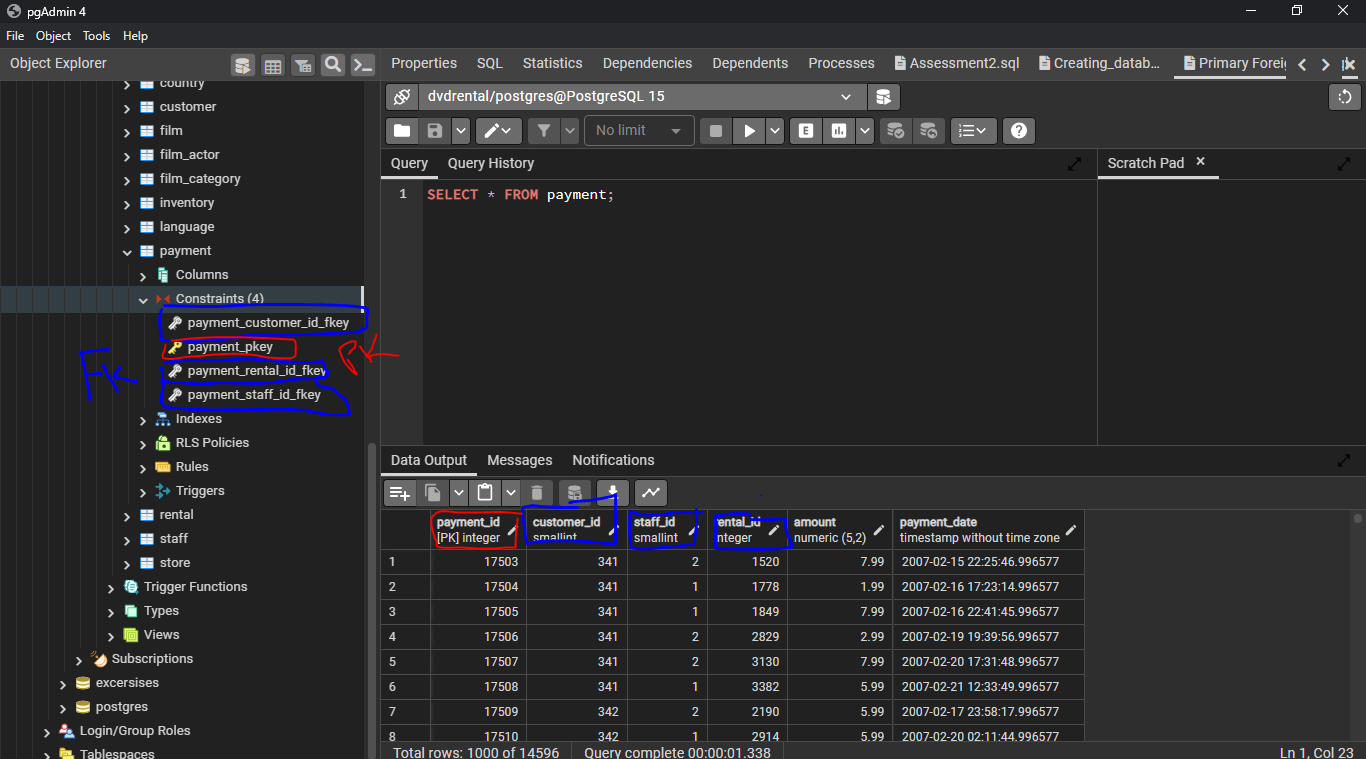 pgAdmin 4
File Object Tools Help
Object Explorer
Properties SQL Statistics Dependencies Dependents Processes Assessment2.sql Creating_datab... Primary Forei
country
customer
film
film_actor
film_category
inventory
language
payment
Columns
Constraints (4)
payment_customer_id_fkey
payment_pkey
payment_rental_id_fkey
payment_staff_id_fkey
FK
PK
Indexes
RLS Policies
Rules
Triggers
rental
staff
store
Trigger Functions
Types
Views
Subscriptions
excersises
postgres
Login/Group Roles
Tablespaces
dvdrental/postgres@PostgreSQL 15
No limit
E
Query Query History
Scratch Pad
1 SELECT * FROM payment;
Data Output Messages Notifications
payment_id customer_id staff_id rental_id amount payment_date
[PK] integer smallint smallint integer numeric (5,2) timestamp without time zone
1 17503 341 2 1520 7.99 2007-02-15 22:25:46.996577
2 17504 341 1 1778 1.99 2007-02-16 17:23:14.996577
3 17505 341 1 1849 7.99 2007-02-16 22:41:45.996577
4 17506 341 2 2829 2.99 2007-02-19 19:39:56.996577
5 17507 341 2 3130 7.99 2007-02-20 17:31:48.996577
6 17508 341 1 3382 5.99 2007-02-21 12:33:49.996577
7 17509 342 2 2190 5.99 2007-02-17 23:58:17.996577
8 17510 342 1 2914 5.99 2007-02-20 02:11:44.996577
Total rows: 1000 of 14596 Query complete 00:00:01.338 Ln 1, Col 23